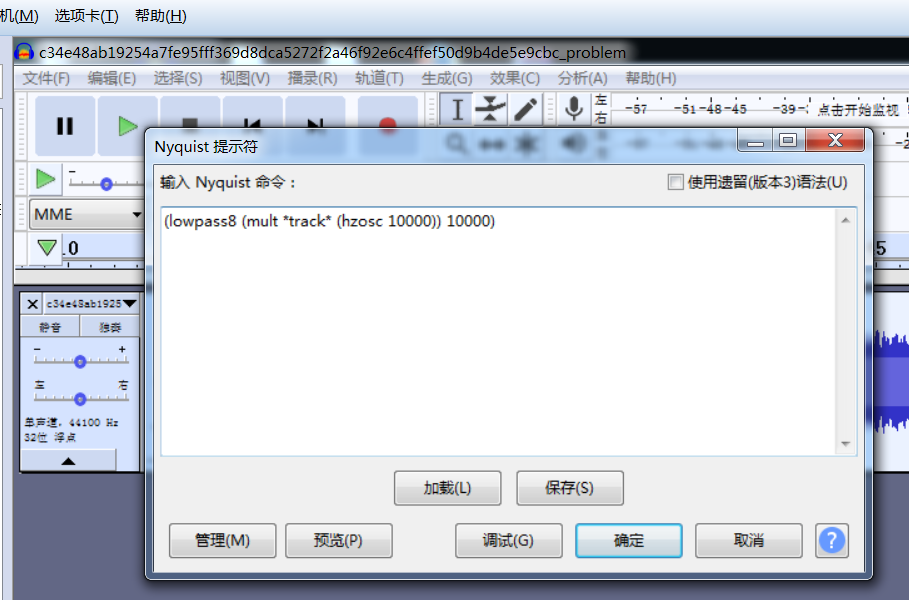 机(M) 选项卡(T) 帮助(H)
c34e48ab19254a7fe95fff369d8dca5272f2a46f92e6c4ffef50d9b4de5e9cbc_problem
文件(F) 编辑(E) 选择(S) 视图(V) 播录(R) 轨道(T) 生成(G) 效果(C) 分析(A) 帮助(H)
左 右 -57 -51 -48 -45 -39 点击开始监视
Nyquist 提示符
输入 Nyquist 命令：
使用遗留(版本3)语法(U)
(lowpass8 (mult *track* (hzosc 10000)) 10000)
MME
.0
5
c34e48ab1925
静音 独奏
- +
左 右
单声道, 44100 Hz
32位 浮点
加载(L) 保存(S)
管理(M) 预览(P) 调试(G) 确定 取消 ?